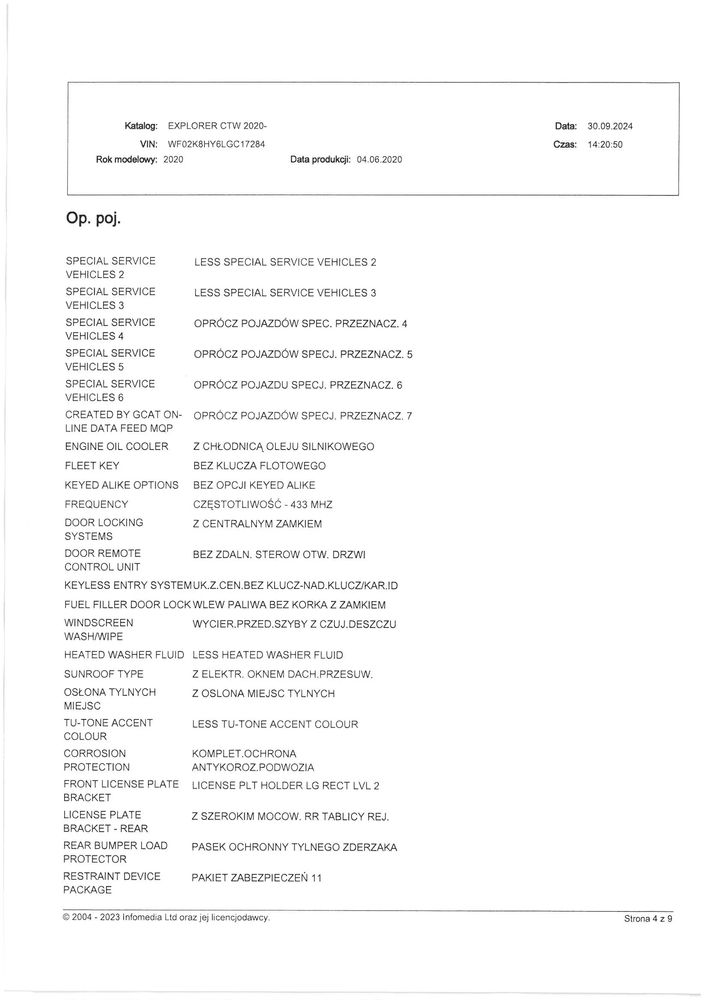 Katalog: EXPLORER CTW 2020- Data: 30.09.2024
VIN: WF02K8HY6LGC17284 Czas: 14:20:50
Rok modelowy: 2020 Data produkcji: 04.06.2020
Op. poj.
SPECIAL SERVICE LESS SPECIAL SERVICE VEHICLES 2
VEHICLES 2
SPECIAL SERVICE LESS SPECIAL SERVICE VEHICLES 3
VEHICLES 3
SPECIAL SERVICE OPRÓCZ POJAZDÓW SPEC. PRZEZNACZ. 4
VEHICLES 4
SPECIAL SERVICE OPRÓCZ POJAZDÓW SPECJ. PRZEZNACZ. 5
VEHICLES 5
SPECIAL SERVICE OPRÓCZ POJAZDU SPECJ. PRZEZNACZ. 6
VEHICLES 6
CREATED BY GCAT ON- OPRÓCZ POJAZDÓW SPECJ. PRZEZNACZ. 7
LINE DATA FEED MQP
ENGINE OIL COOLER Z CHŁODNICĄ OLEJU SILNIKOWEGO
FLEET KEY BEZ KLUCZA FLOTOWEGO
KEYED ALIKE OPTIONS BEZ OPCJI KEYED ALIKE
FREQUENCY CZĘSTOTLIWOŚĆ - 433 MHZ
DOOR LOCKING Z CENTRALNYM ZAMKIEM
SYSTEMS
DOOR REMOTE BEZ ZDALN. STEROW OTW. DRZWI
CONTROL UNIT
KEYLESS ENTRY SYSTEM UK.Z.CEN.BEZ KLUCZ-NAD.KLUCZ/KAR.ID
FUEL FILLER DOOR LOCK WLEW PALIWA BEZ KORKA Z ZAMKIEM
WINDSCREEN WYCIER.PRZED.SZYBY Z CZUJ.DESZCZU
WASH/WIPE
HEATED WASHER FLUID LESS HEATED WASHER FLUID
SUNROOF TYPE Z ELEKTR. OKNEM DACH.PRZESUW.
OSŁONA TYLNYCH Z OSLONA MIEJSC TYLNYCH
MIEJSC
TU-TONE ACCENT LESS TU-TONE ACCENT COLOUR
COLOUR
CORROSION KOMPLET.OCHRONA
PROTECTION ANTYKOROZ.PODWOZIA
FRONT LICENSE PLATE LICENSE PLT HOLDER LG RECT LVL 2
BRACKET
LICENSE PLATE Z SZEROKIM MOCOW. RR TABLICY REJ.
BRACKET - REAR
REAR BUMPER LOAD PASEK OCHRONNY TYLNEGO ZDERZAKA
PROTECTOR
RESTRAINT DEVICE PAKIET ZABEZPIECZEŃ 11
PACKAGE
© 2004 - 2023 Infomedia Ltd oraz jej licencjodawcy. Strona 4 z 9